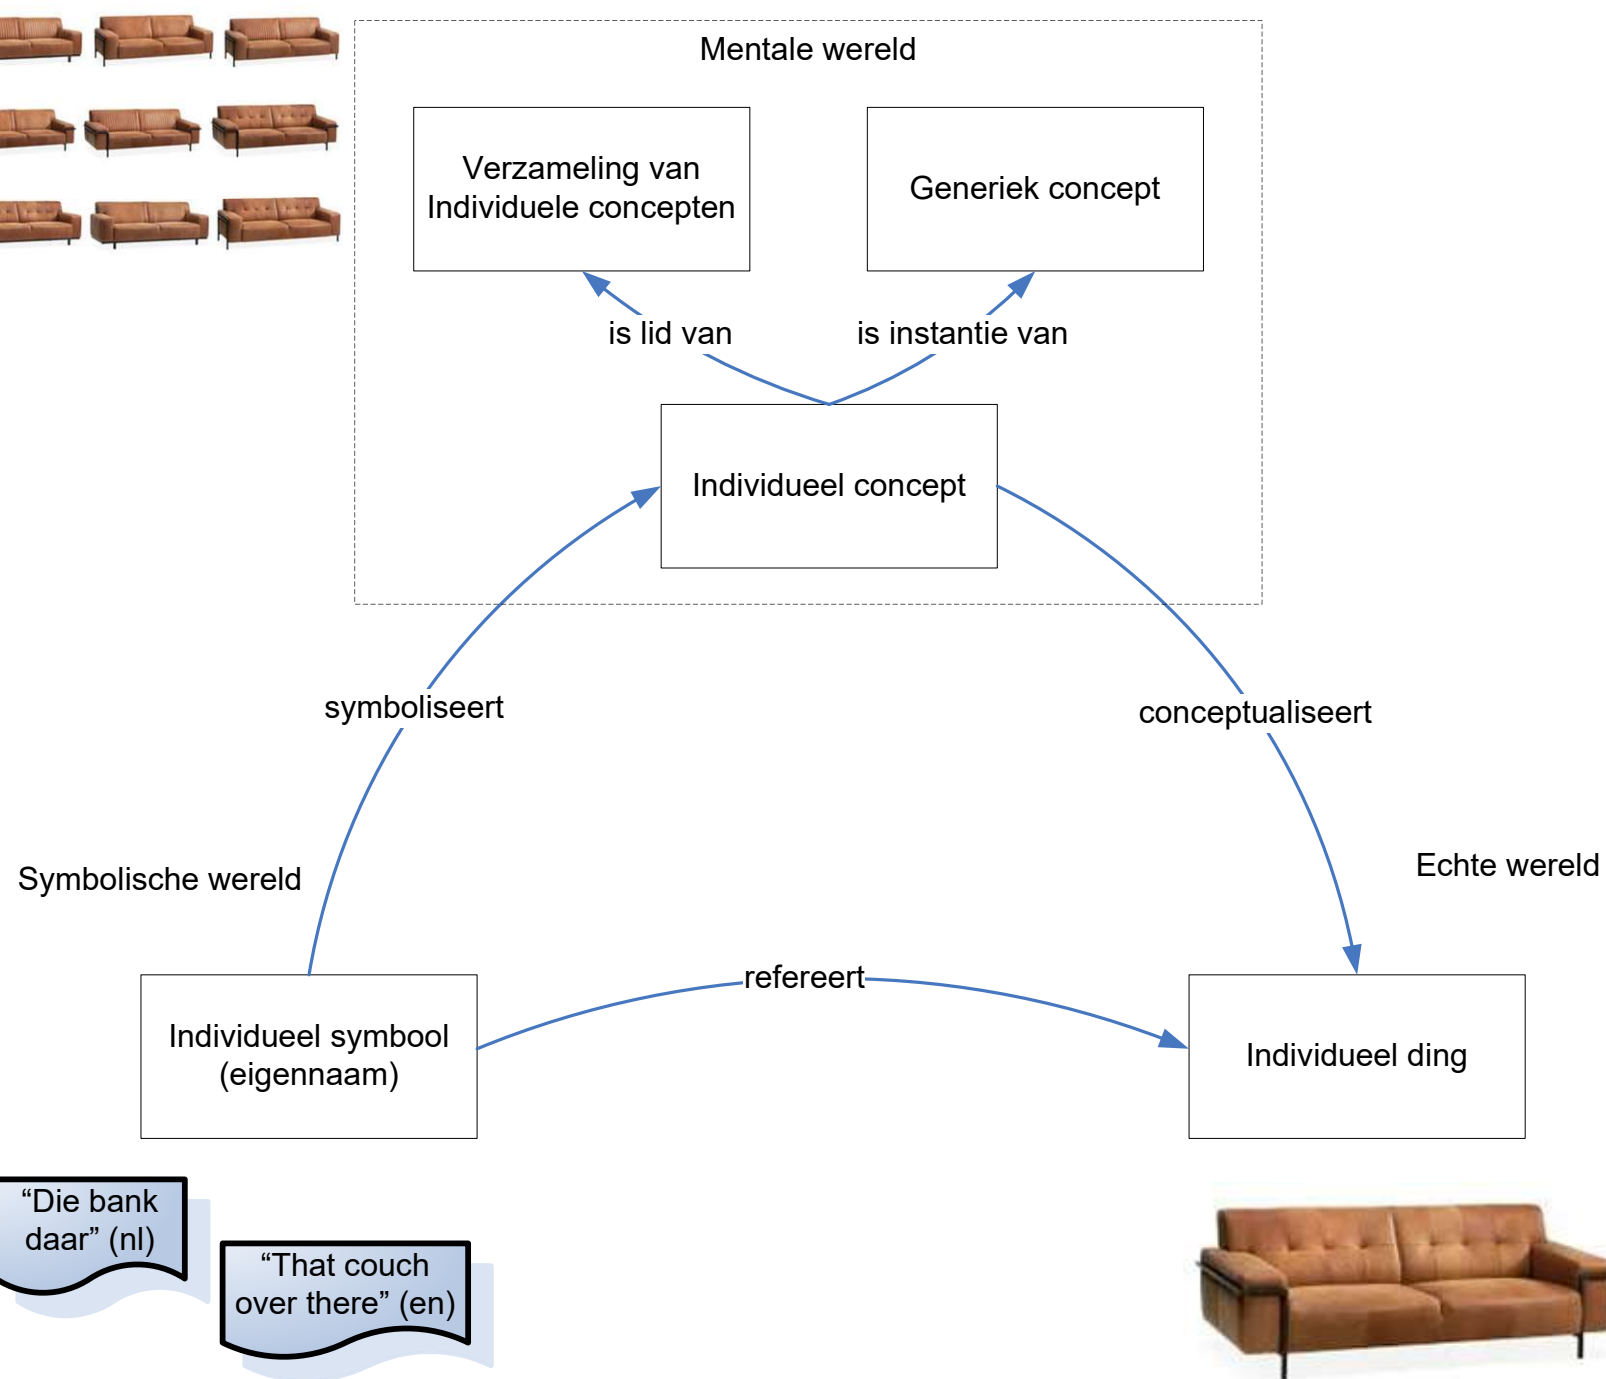 Mentale wereld
Verzameling van
Individuele concepten
Generiek concept
is lid van
is instantie van
Individueel concept
symboliseert
conceptualiseert
Symbolische wereld
Echte wereld
refereert
Individueel symbool
(eigennaam)
Individueel ding
“Die bank
daar” (nl)
“That couch
over there” (en)